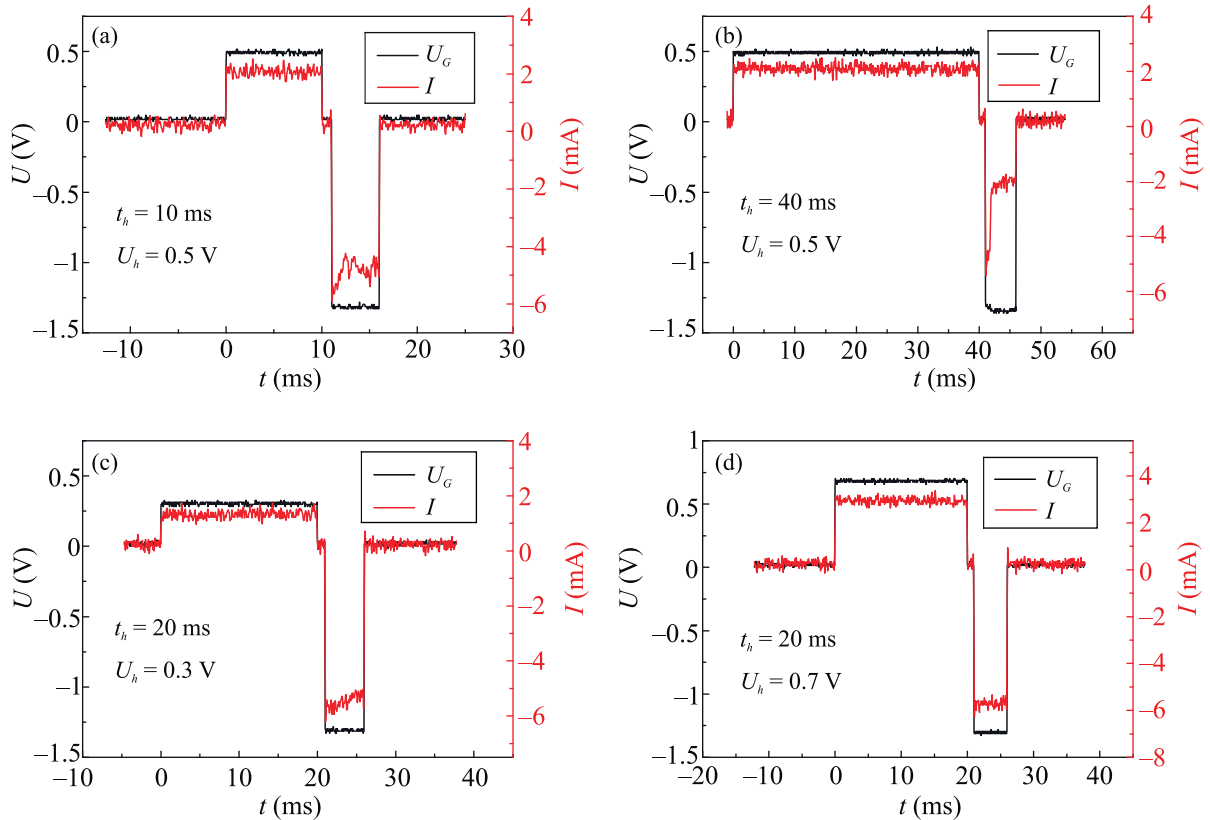 (a)
U_G
I
t_h = 10 ms
U_h = 0.5 V
0.5
0
–0.5
–1
–1.5
U (V)
–10 0 10 20 30
t (ms)
4
2
0
–2
–4
–6
I (mA)
(b)
U_G
I
t_h = 40 ms
U_h = 0.5 V
0.5
0
–0.5
–1
–1.5
U (V)
–0 10 20 30 40 50 60
t (ms)
4
2
0
–2
–4
–6
I (mA)
(c)
U_G
I
t_h = 20 ms
U_h = 0.3 V
0.5
0
–0.5
–1
–1.5
U (V)
–10 0 10 20 30 40
t (ms)
4
2
0
–2
–4
–6
I (mA)
(d)
U_G
I
t_h = 20 ms
U_h = 0.7 V
1
0.5
0
–0.5
–1
–1.5
U (V)
–20 –10 0 10 20 30 40
t (ms)
4
2
0
–2
–4
–6
–8
I (mA)